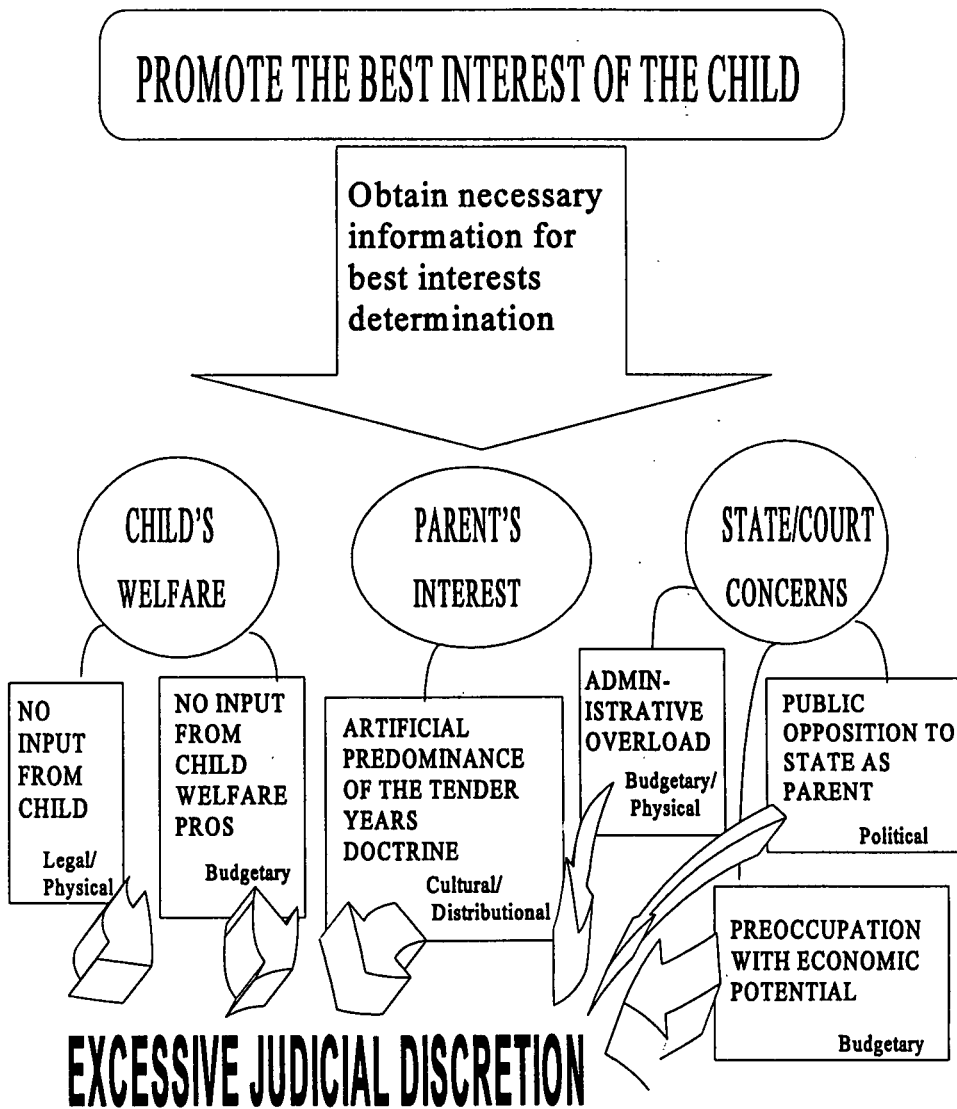 PROMOTE THE BEST INTEREST OF THE CHILD
Obtain necessary
information for
best interests
determination
CHILD'S
WELFARE
PARENT'S
INTEREST
STATE/COURT
CONCERNS
NO
INPUT
FROM
CHILD
Legal/
Physical
NO INPUT
FROM
CHILD
WELFARE
PROS
Budgetary
ARTIFICIAL
PREDOMINANCE
OF THE TENDER
YEARS
DOCTRINE
Cultural/
Distributional
ADMIN-
ISTRATIVE
OVERLOAD
Budgetary/
Physical
PUBLIC
OPPOSITION TO
STATE AS
PARENT
Political
PREOCCUPATION
WITH ECONOMIC
POTENTIAL
Budgetary
EXCESSIVE JUDICIAL DISCRETION